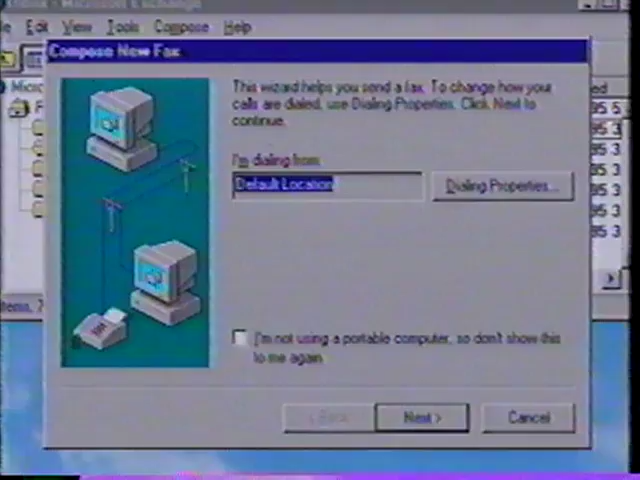 Microsoft Exchange
Edit View Tools Compose Help
Compose New Fax
This wizard helps you send a fax. To change how your
calls are dialed, use Dialing Properties. Click Next to
continue.
I'm dialing from:
Default Location
Dialing Properties...
I'm not using a portable computer, so don't show this
to me again
< Back
Next >
Cancel